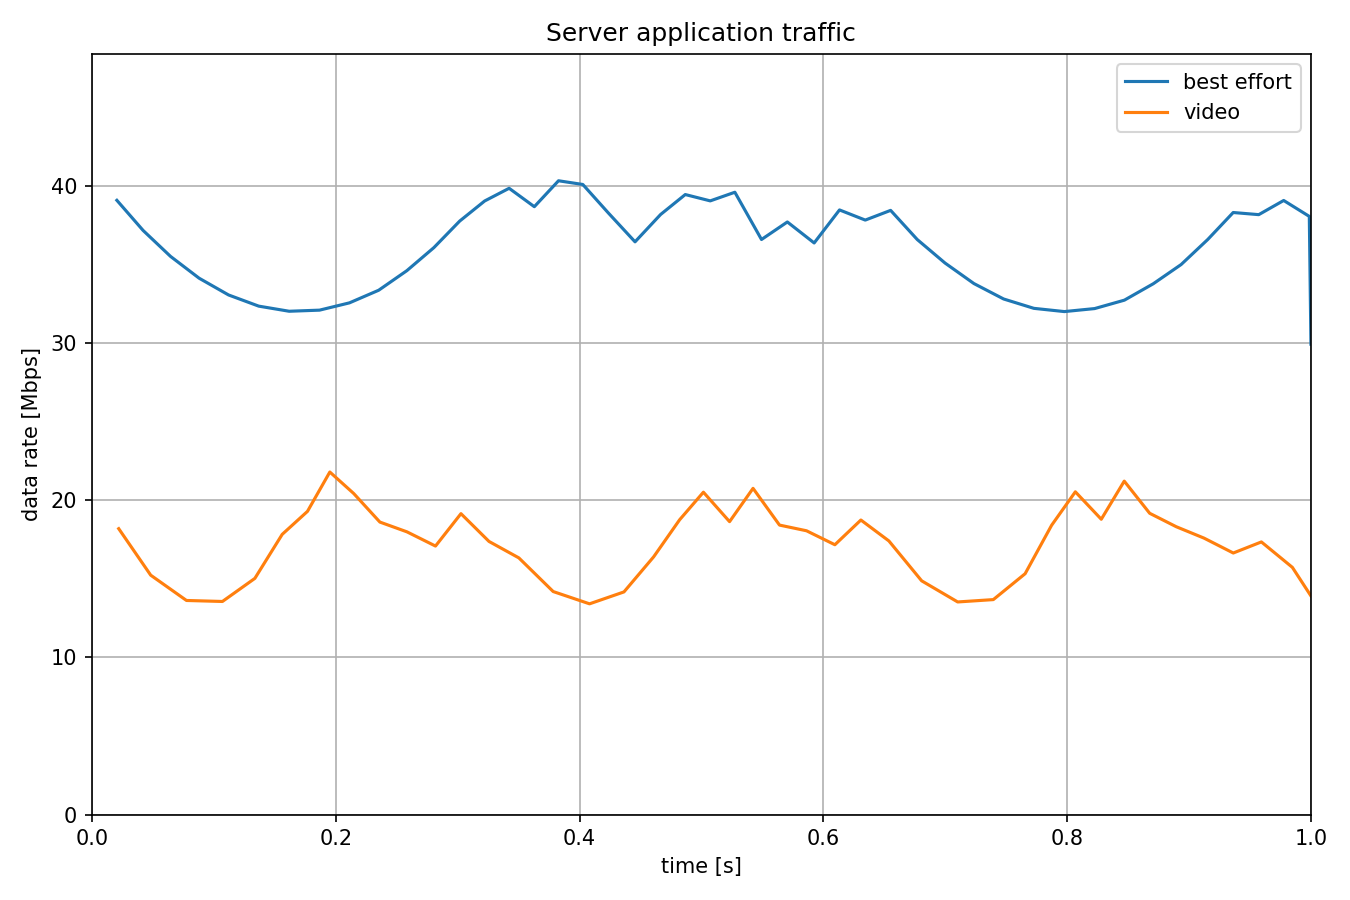 Server application traffic
best effort
video
data rate [Mbps]
40
30
20
10
0
0.0 0.2 0.4 0.6 0.8 1.0
time [s]